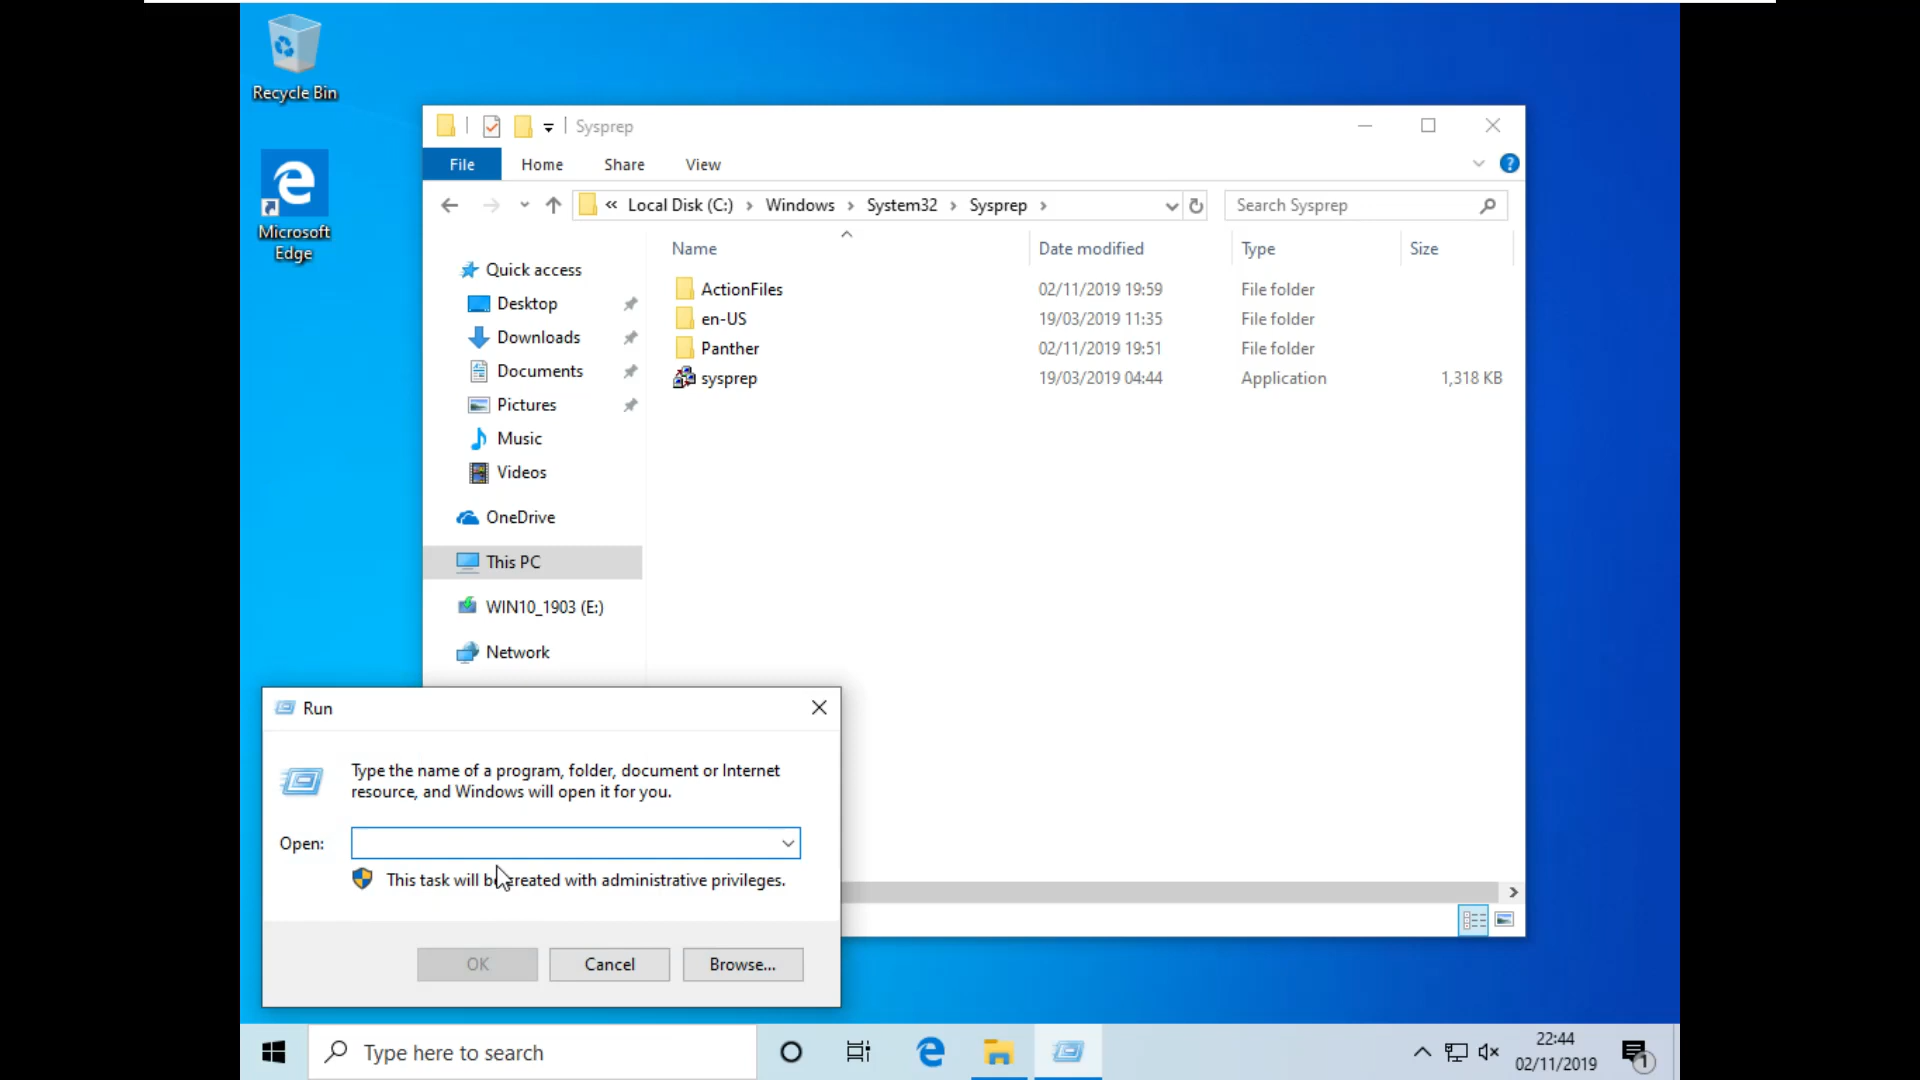 Recycle Bin
Microsoft
Edge
Sysprep
File Home Share View
« Local Disk (C:) › Windows › System32 › Sysprep ›
Search Sysprep
Name Date modified Type Size
Quick access
Desktop
Downloads
Documents
Pictures
Music
Videos
OneDrive
This PC
WIN10_1903 (E:)
Network
ActionFiles 02/11/2019 19:59 File folder
en-US 19/03/2019 11:35 File folder
Panther 02/11/2019 19:51 File folder
sysprep 19/03/2019 04:44 Application 1,318 KB
Run
Type the name of a program, folder, document or Internet
resource, and Windows will open it for you.
Open:
This task will be created with administrative privileges.
OK Cancel Browse...
Type here to search
22:44
02/11/2019
1